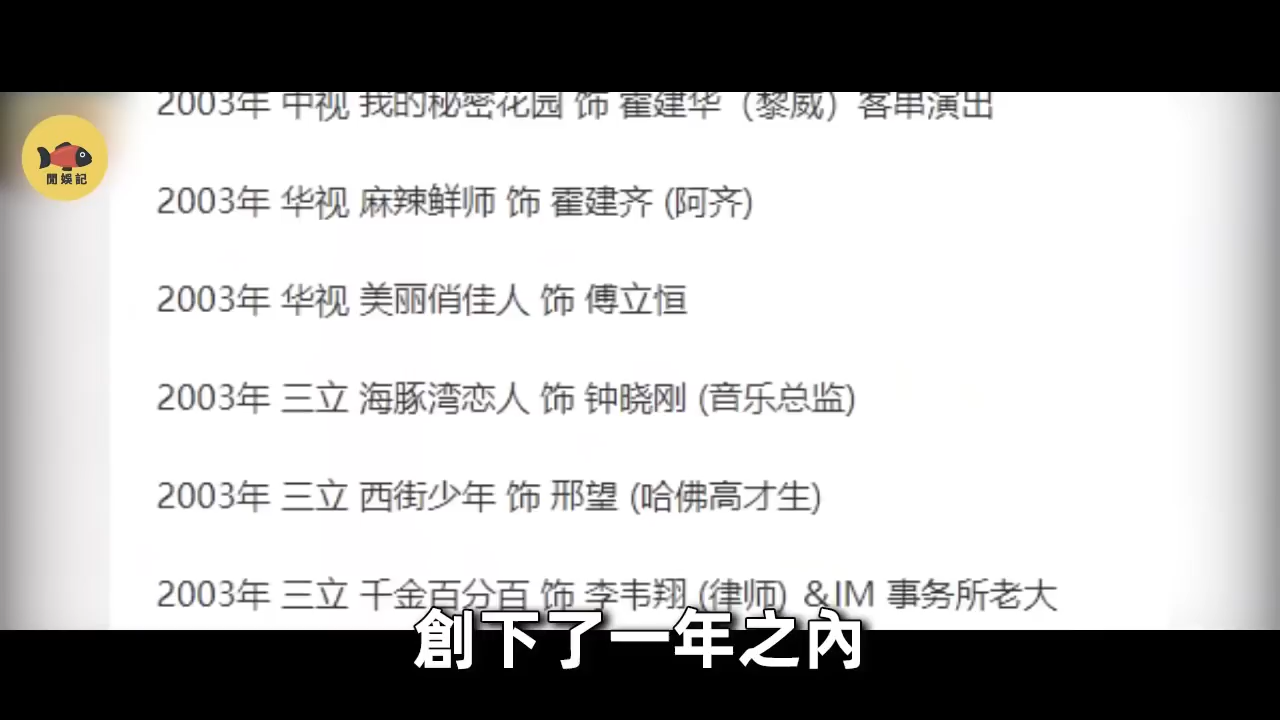 2003年 中视 我的秘密花园 饰 霍建华（黎威）客串演出
閒娛記
2003年 华视 麻辣鲜师 饰 霍建齐 (阿齐)
2003年 华视 美丽俏佳人 饰 傅立恒
2003年 三立 海豚湾恋人 饰 钟晓刚 (音乐总监)
2003年 三立 西街少年 饰 邢望 (哈佛高才生)
2003年 三立 千金百分百 饰 李韦翔 (律师) ＆IM 事务所老大
創下了一年之內